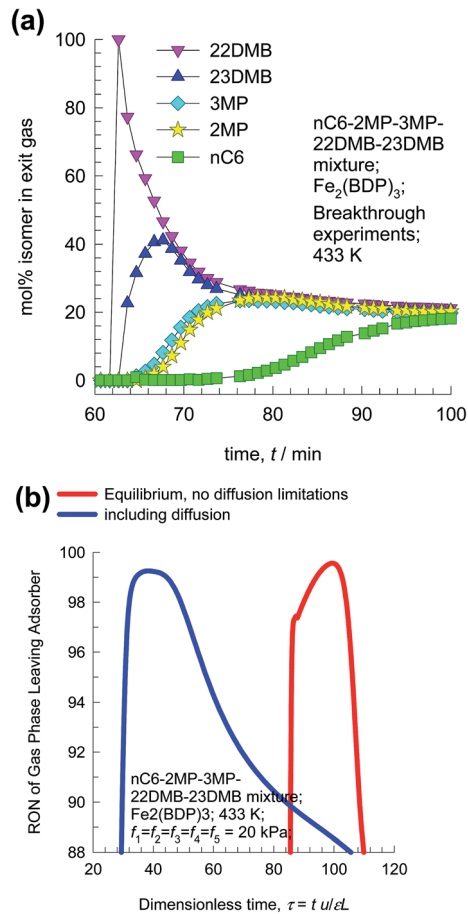 (a)
100
80
60
40
20
0
mol% isomer in exit gas
22DMB
23DMB
3MP
2MP
nC6
nC6-2MP-3MP-
22DMB-23DMB
mixture;
Fe2(BDP)3;
Breakthrough
experiments;
433 K
60 70 80 90 100
time, t / min
(b)
Equilibrium, no diffusion limitations
including diffusion
100
98
96
94
92
90
88
RON of Gas Phase Leaving Adsorber
nC6-2MP-3MP-
22DMB-23DMB mixture;
Fe2(BDP)3; 433 K;
f1=f2=f3=f4=f5 = 20 kPa;
20 40 60 80 100 120
Dimensionless time, τ = t u/εL